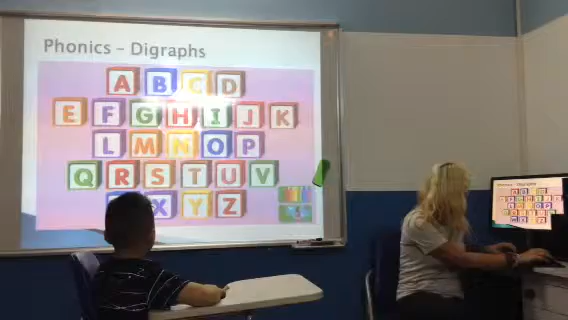 Phonics – Digraphs
A B C D
E F G H I J K
L M N O P
Q R S T U V
X Y Z